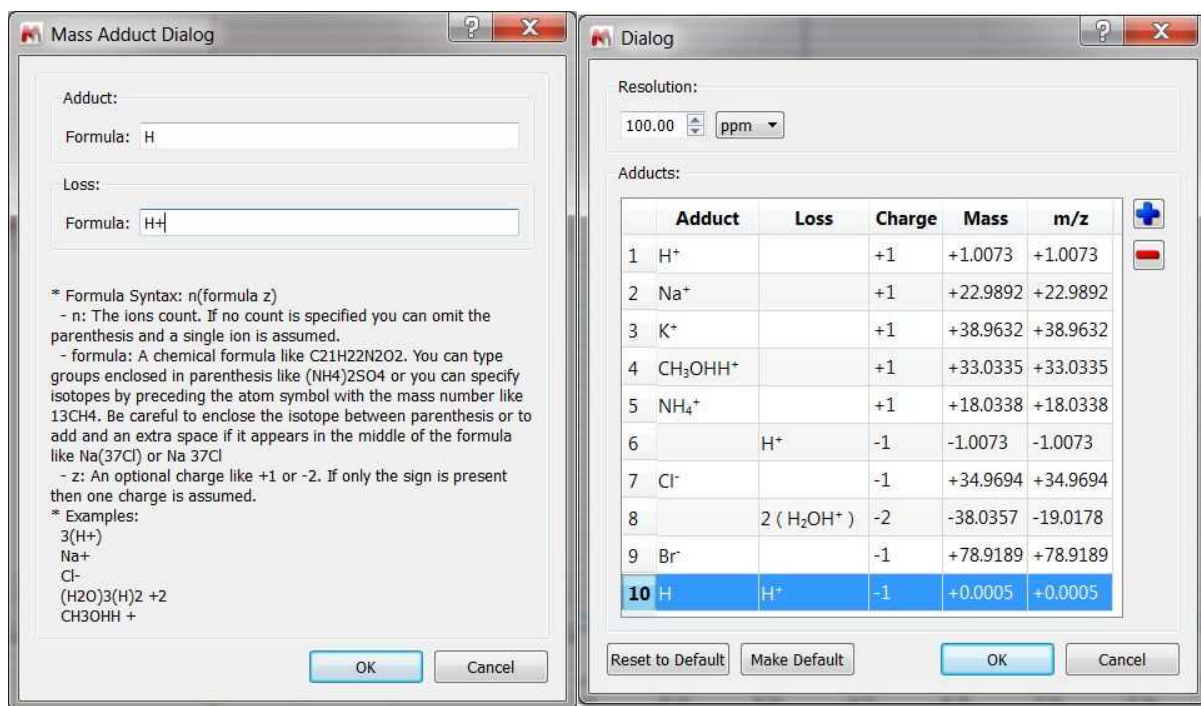 Mass Adduct Dialog
Adduct:
Formula: H
Loss:
Formula: H+
* Formula Syntax: n(formula z)
- n: The ions count. If no count is specified you can omit the
parenthesis and a single ion is assumed.
- formula: A chemical formula like C21H22N2O2. You can type
groups enclosed in parenthesis like (NH4)2SO4 or you can specify
isotopes by preceding the atom symbol with the mass number like
13CH4. Be careful to enclose the isotope between parenthesis or to
add and an extra space if it appears in the middle of the formula
like Na(37Cl) or Na 37Cl
- z: An optional charge like +1 or -2. If only the sign is present
then one charge is assumed.
* Examples:
3(H+)
Na+
Cl-
(H2O)3(H)2 +2
CH3OHH +
OK Cancel
Dialog
Resolution:
100.00 ppm
Adducts:
Adduct Loss Charge Mass m/z
1 H⁺ +1 +1.0073 +1.0073
2 Na⁺ +1 +22.9892 +22.9892
3 K⁺ +1 +38.9632 +38.9632
4 CH₃OHH⁺ +1 +33.0335 +33.0335
5 NH₄⁺ +1 +18.0338 +18.0338
6 H⁺ -1 -1.0073 -1.0073
7 Cl⁻ -1 +34.9694 +34.9694
8 2 ( H₂OH⁺ ) -2 -38.0357 -19.0178
9 Br⁻ -1 +78.9189 +78.9189
10 H H⁺ -1 +0.0005 +0.0005
Reset to Default Make Default OK Cancel